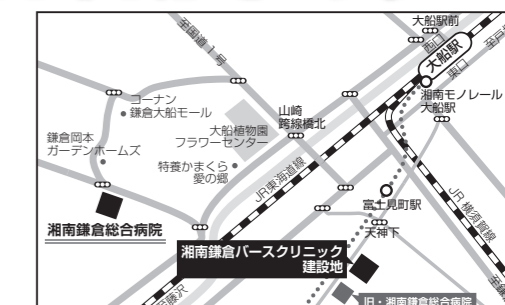 大船駅前
至国道1号
西口
大船駅
東口
至戸
湘南モノレール
大船駅
コーナン
鎌倉大船モール
山崎
跨線橋北
大船植物園
フラワーセンター
鎌倉岡本
ガーデンホームズ
特養かまくら
愛の郷
JR東海道線
JR横須賀線
富士見町駅
天神下
湘南鎌倉総合病院
湘南鎌倉バースクリニック
建設地
至藤沢
旧・湘南鎌倉総合病院